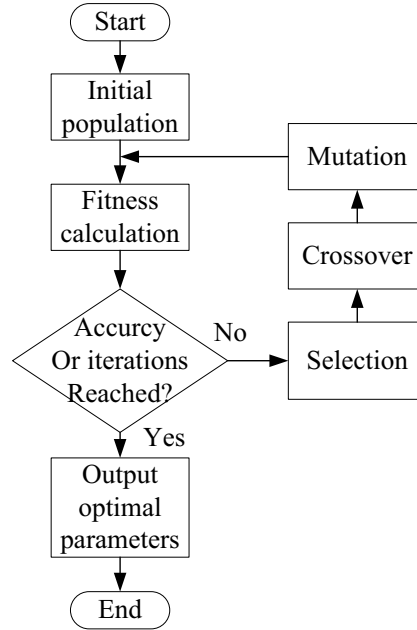 Start
Initial
population
Mutation
Fitness
calculation
Crossover
Accurcy
Or iterations
Reached?
No
Selection
Yes
Output
optimal
parameters
End